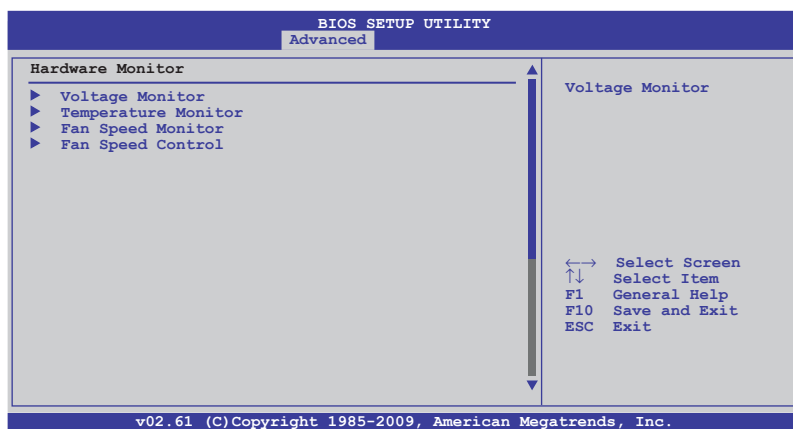 BIOS SETUP UTILITY
Advanced
Hardware Monitor
▶ Voltage Monitor
▶ Temperature Monitor
▶ Fan Speed Monitor
▶ Fan Speed Control
Voltage Monitor
←→ Select Screen
↑↓ Select Item
F1 General Help
F10 Save and Exit
ESC Exit
v02.61 (C)Copyright 1985-2009, American Megatrends, Inc.